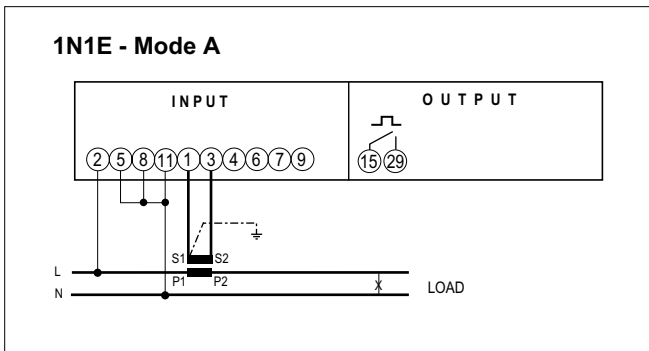 1N1E - Mode A
INPUT
OUTPUT
2 5 8 11 1 3 4 6 7 9
15 29
S1 S2
L
P1 P2
N
X
LOAD